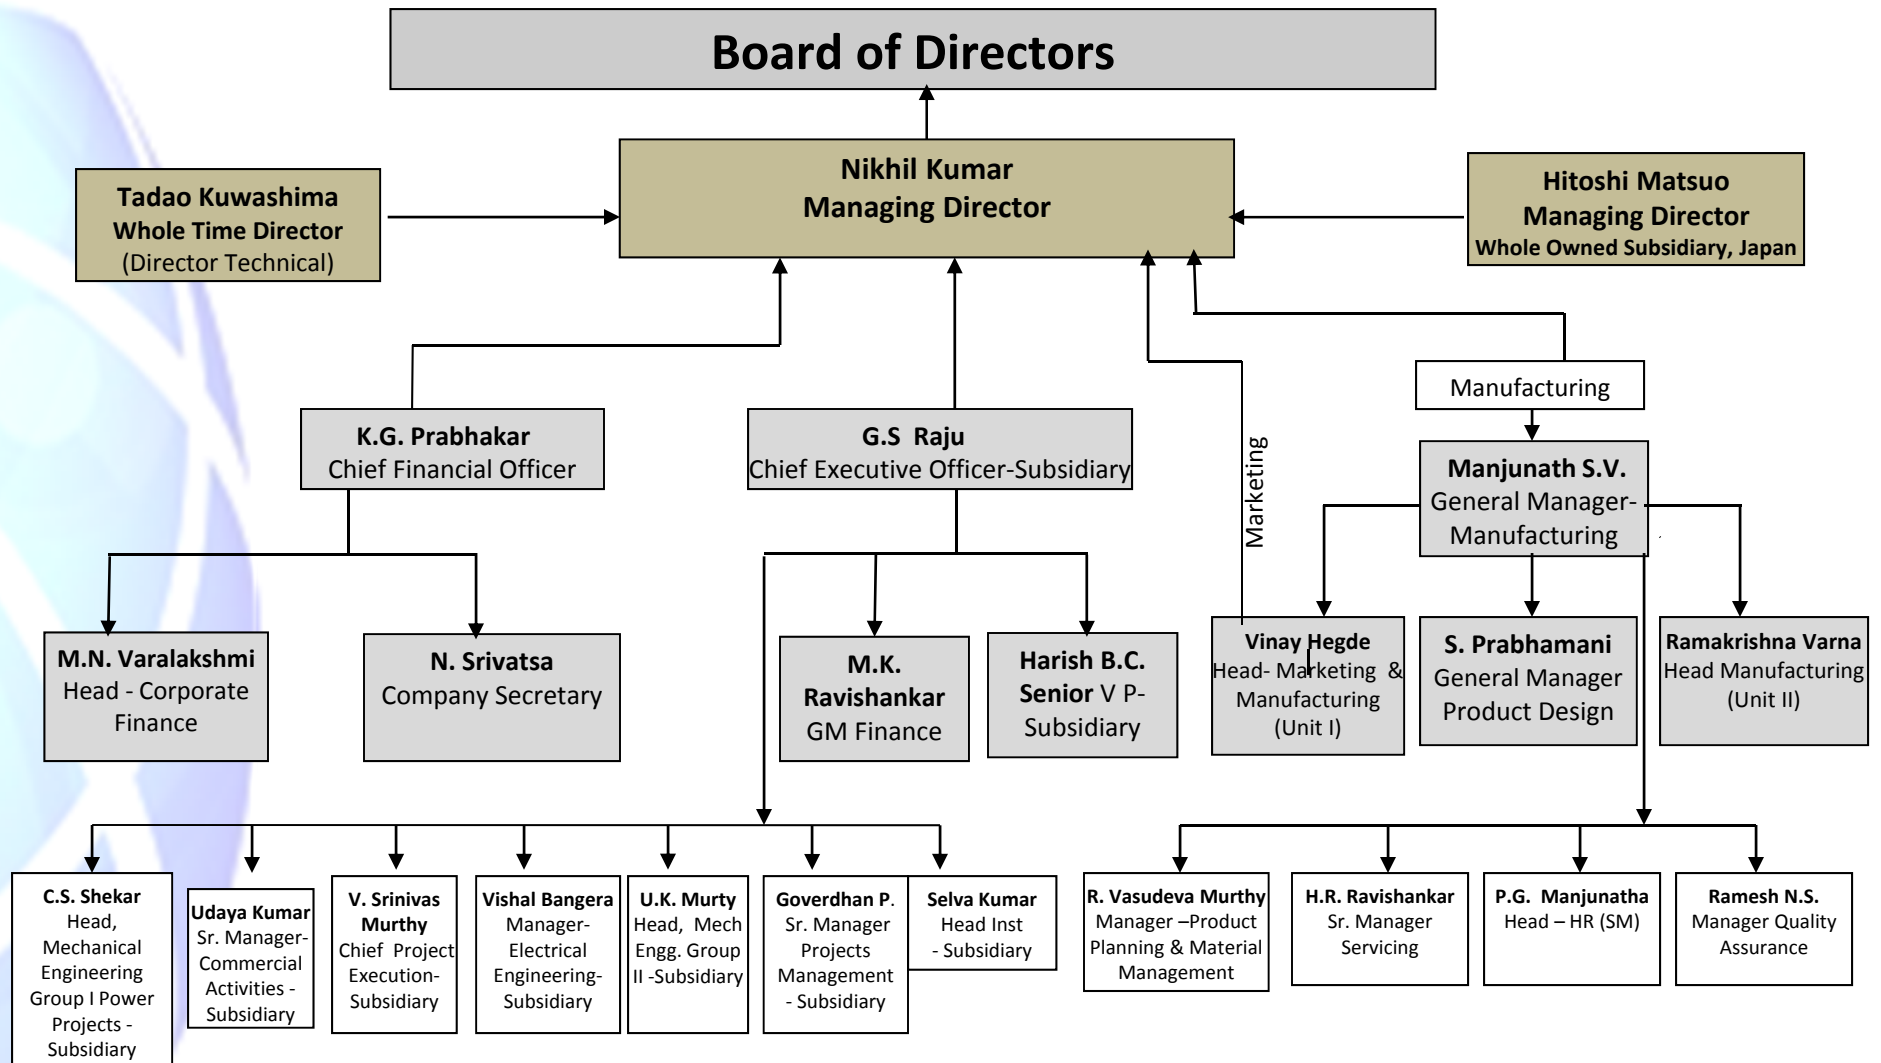 Board of Directors
Nikhil Kumar
Managing Director
Tadao Kuwashima
Whole Time Director
(Director Technical)
Hitoshi Matsuo
Managing Director
Whole Owned Subsidiary, Japan
Manufacturing
K.G. Prabhakar
Chief Financial Officer
G.S  Raju
Chief Executive Officer-Subsidiary
Marketing
Manjunath S.V.
General Manager-
Manufacturing
M.N. Varalakshmi
Head - Corporate
Finance
N. Srivatsa
Company Secretary
M.K.
Ravishankar
GM Finance
Harish B.C.
Senior V P-
Subsidiary
Vinay Hegde
Head- Marketing &
Manufacturing
(Unit I)
S. Prabhamani
General Manager
Product Design
Ramakrishna Varna
Head Manufacturing
(Unit II)
C.S. Shekar
Head,
Mechanical
Engineering
Group I Power
Projects -
Subsidiary
Udaya Kumar
Sr. Manager-
Commercial
Activities -
Subsidiary
V. Srinivas
Murthy
Chief Project
Execution-
Subsidiary
Vishal Bangera
Manager-
Electrical
Engineering-
Subsidiary
U.K. Murty
Head, Mech
Engg. Group
II -Subsidiary
Goverdhan P.
Sr. Manager
Projects
Management
- Subsidiary
Selva Kumar
Head Inst
- Subsidiary
R. Vasudeva Murthy
Manager –Product
Planning & Material
Management
H.R. Ravishankar
Sr. Manager
Servicing
P.G. Manjunatha
Head – HR (SM)
Ramesh N.S.
Manager Quality
Assurance